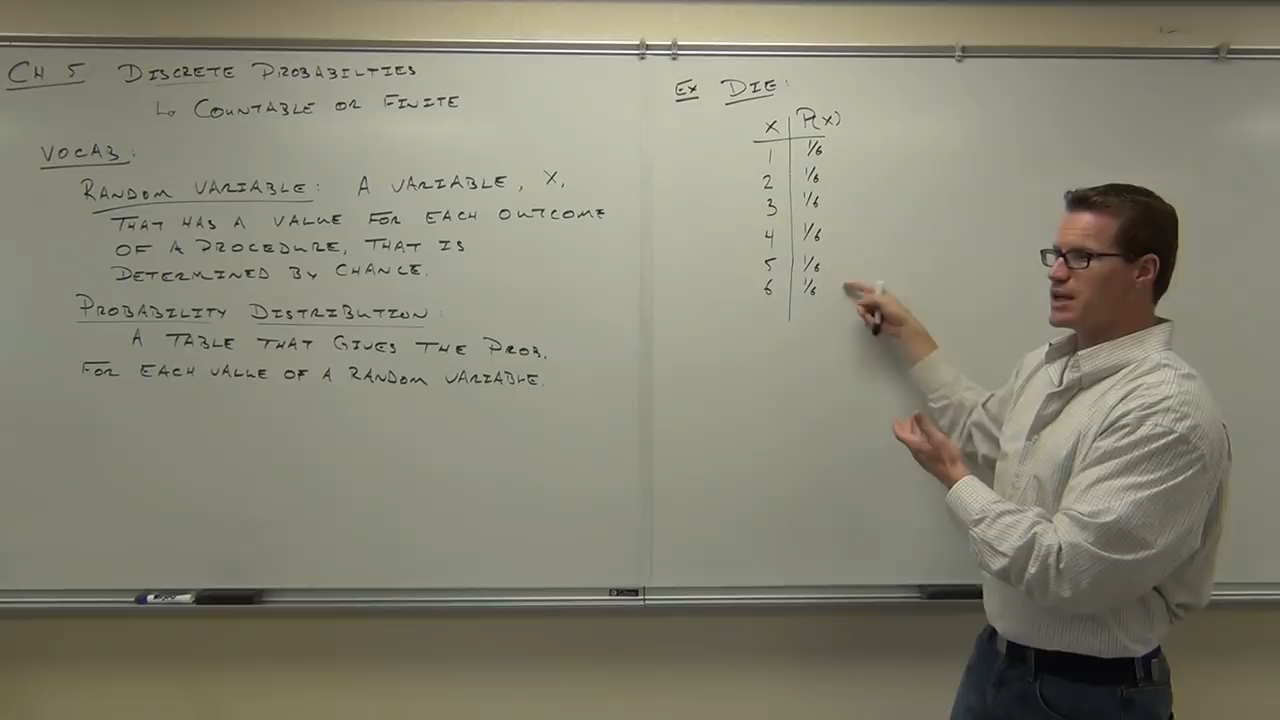 CH 5 DISCRETE PROBABILTIES
↳ COUNTABLE OR FINITE
VOCAB:
RANDOM VARIABLE: A VARIABLE, X,
THAT HAS A VALUE FOR EACH OUTCOME
OF A PROCEDURE, THAT IS
DETERMINED BY CHANCE.
PROBABILITY DISTRIBUTION:
A TABLE THAT GIVES THE PROB.
FOR EACH VALUE OF A RANDOM VARIABLE.
EX DIE:
X P(X)
1 1/6
2 1/6
3 1/6
4 1/6
5 1/6
6 1/6